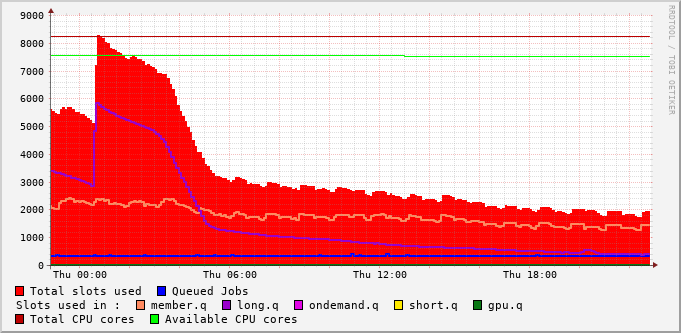 9000
8000
7000
6000
5000
4000
3000
2000
1000
0
Thu 00:00 Thu 06:00 Thu 12:00 Thu 18:00
RRDTOOL / TOBI OETIKER
Total slots used Queued Jobs
Slots used in : member.q long.q ondemand.q short.q gpu.q
Total CPU cores Available CPU cores